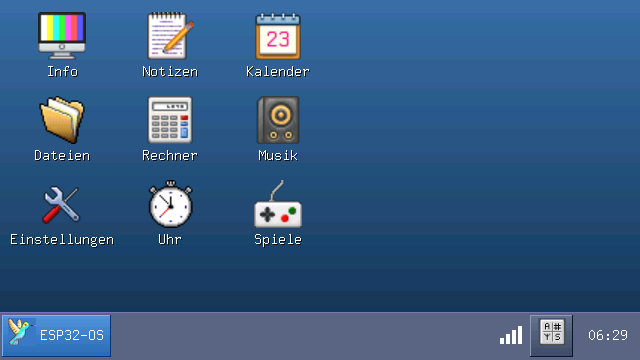 Info Notizen Kalender
23
Dateien Rechner Musik
Einstellungen Uhr Spiele
ESP32-OS
A #
Y S
06:29